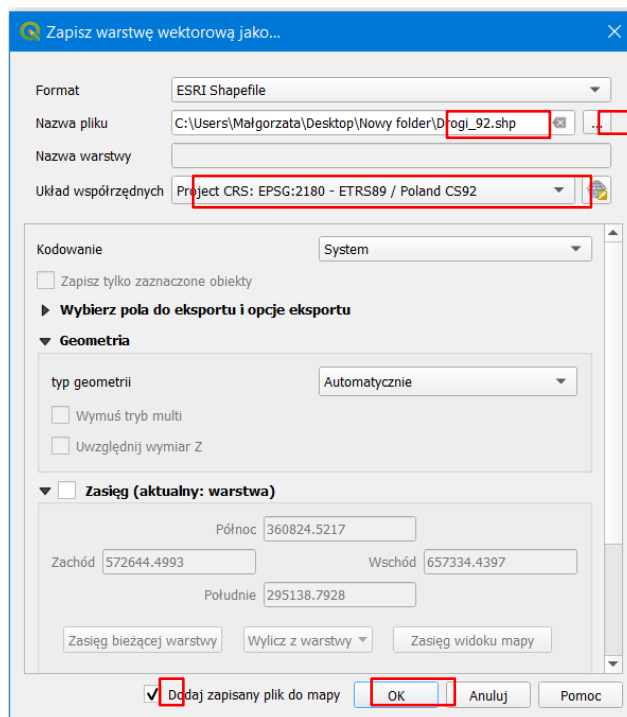 Zapisz warstwę wektorową jako...
Format ESRI Shapefile
Nazwa pliku C:\Users\Małgorzata\Desktop\Nowy folder\Drogi_92.shp ...
Nazwa warstwy
Układ współrzędnych Project CRS: EPSG:2180 - ETRS89 / Poland CS92
Kodowanie System
Zapisz tylko zaznaczone obiekty
Wybierz pola do eksportu i opcje eksportu
Geometria
typ geometrii Automatycznie
Wymuś tryb multi
Uwzględnij wymiar Z
Zasięg (aktualny: warstwa)
Północ 360824.5217
Zachód 572644.4993 Wschód 657334.4397
Południe 295138.7928
Zasięg bieżącej warstwy Wylicz z warstwy Zasięg widoku mapy
Dodaj zapisany plik do mapy OK Anuluj Pomoc